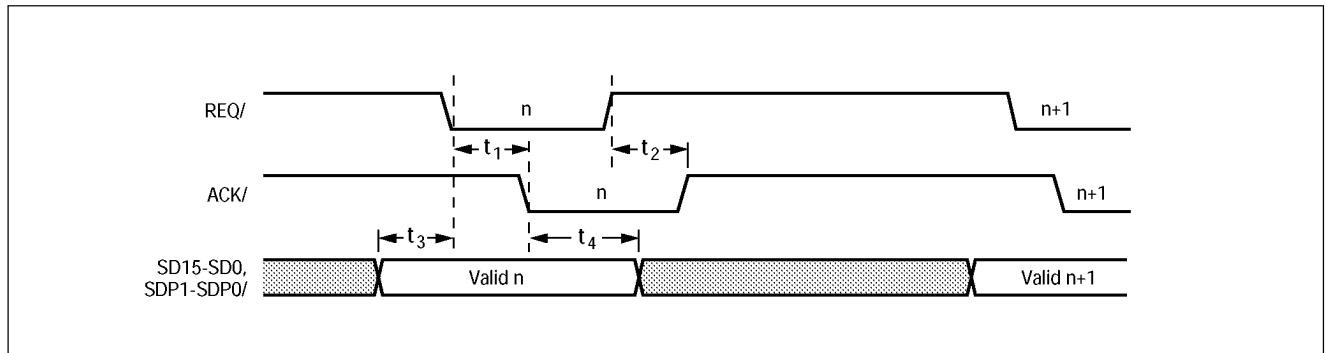 REQ/
n
n+1
t1
t2
ACK/
n
n+1
t3
t4
SD15-SD0,
SDP1-SDP0/
Valid n
Valid n+1